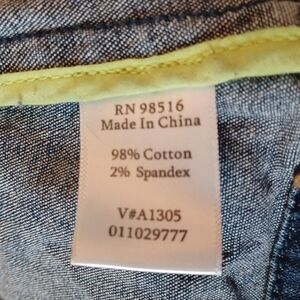 RN 98516
Made In China
98% Cotton
2% Spandex
V#A1305
011029777